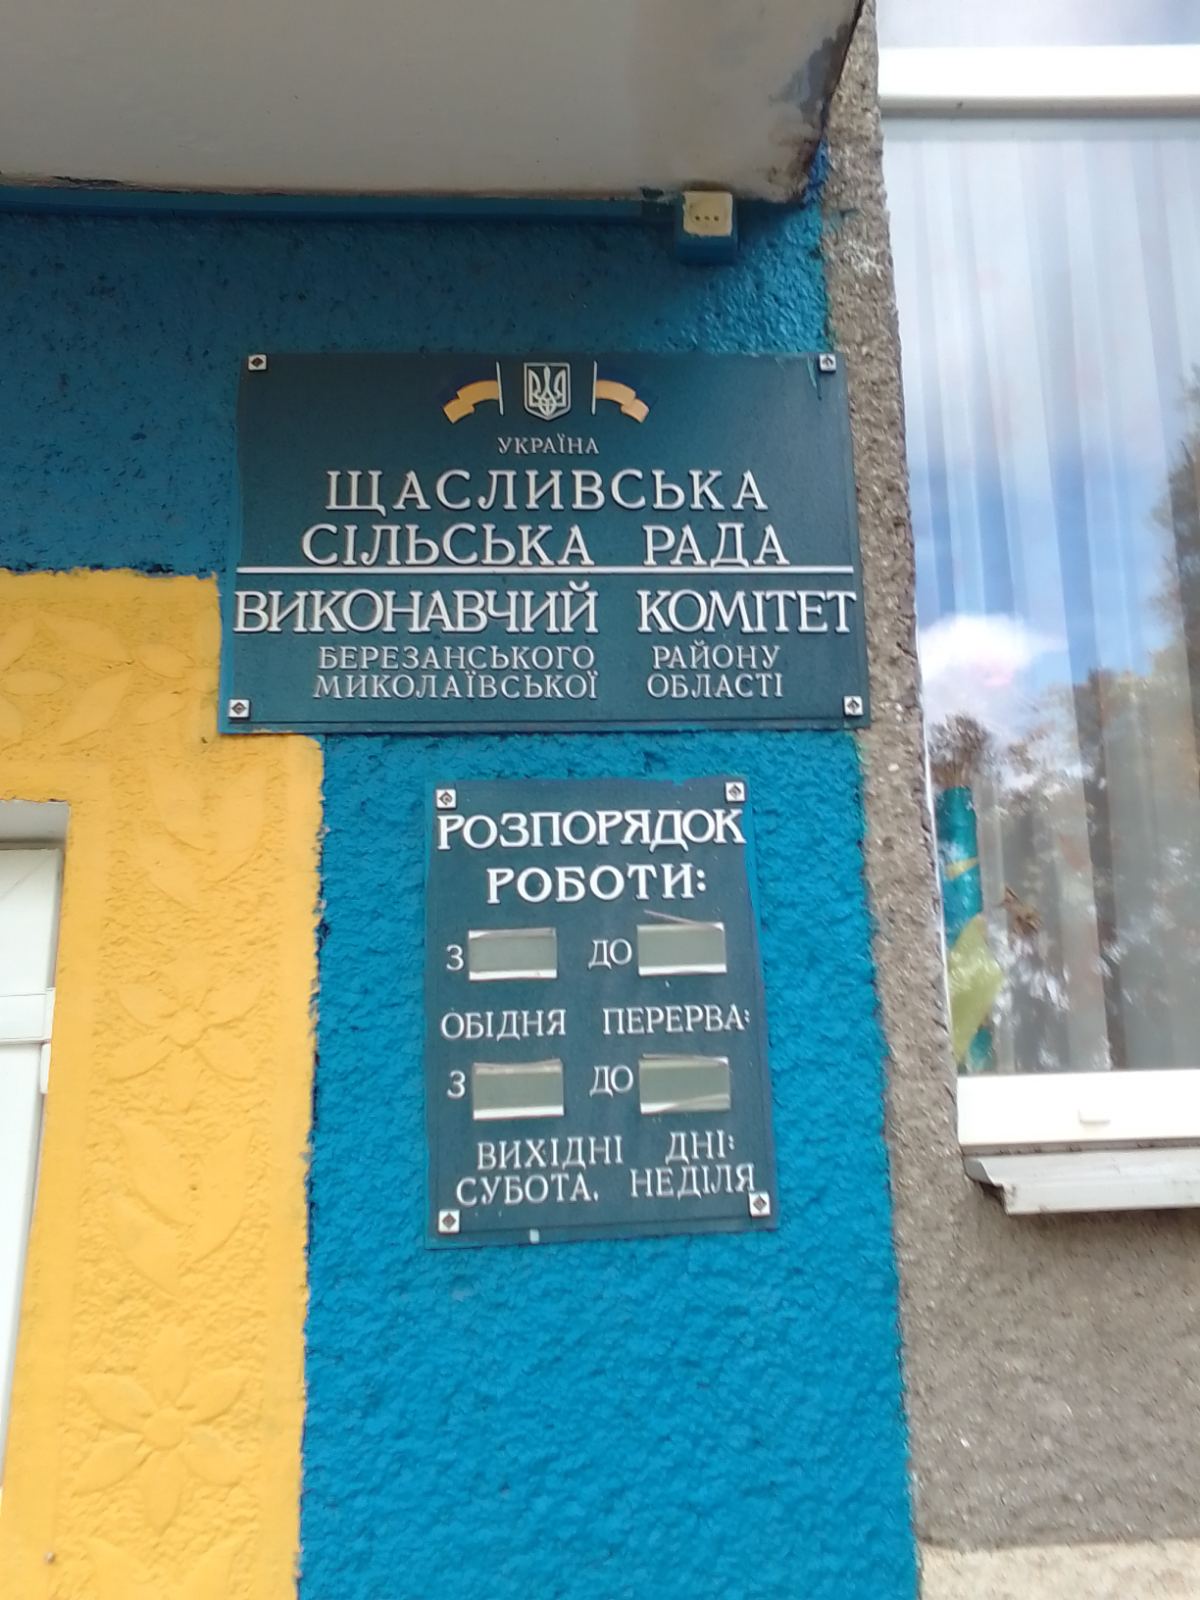 УКРАЇНА
ЩАСЛИВСЬКА
СІЛЬСЬКА РАДА
ВИКОНАВЧИЙ КОМІТЕТ
БЕРЕЗАНСЬКОГО РАЙОНУ
МИКОЛАЇВСЬКОЇ ОБЛАСТІ
РОЗПОРЯДОК
РОБОТИ:
З ДО
ОБІДНЯ ПЕРЕРВА:
З ДО
ВИХІДНІ ДНІ:
СУБОТА, НЕДІЛЯ